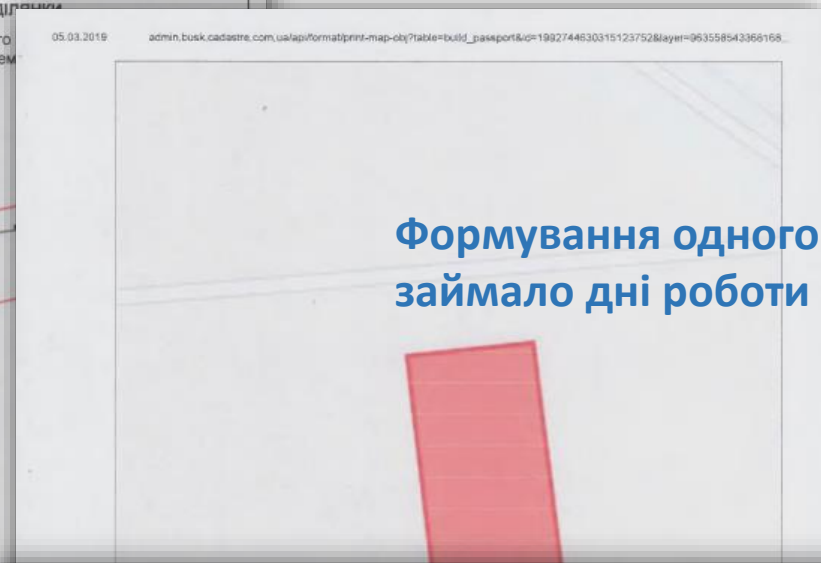 05.03.2019 admin.busk.cadastre.com.ua/api/format/print-map-obj?table=build_passport&id=1992744630315123752&layer=963558543368168...
Формування одного
займало дні роботи